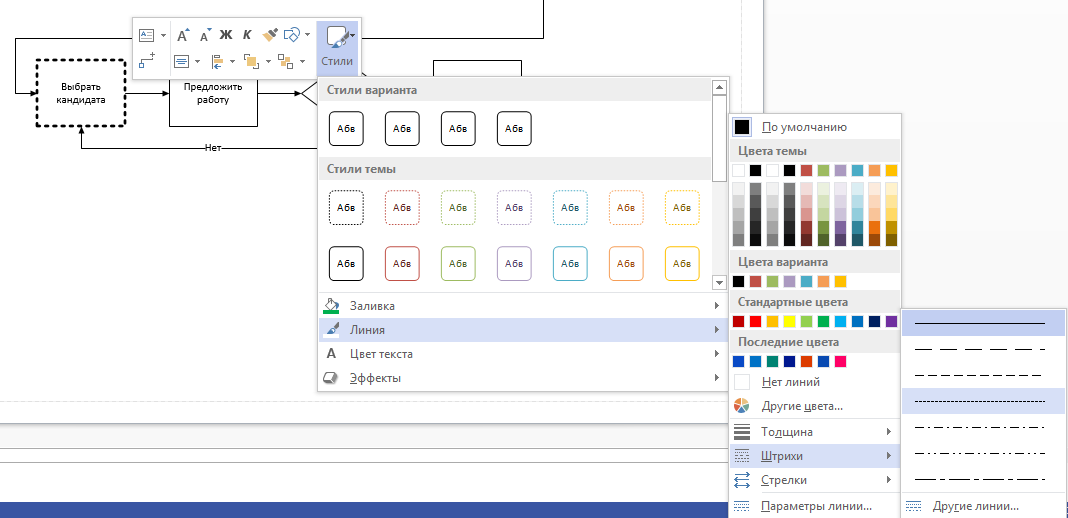 Ж К
Стили
Выбрать
кандидата
Предложить
работу
Нет
Стили варианта
Абв Абв Абв Абв
Стили темы
Абв Абв Абв Абв Абв Абв Абв
Абв Абв Абв Абв Абв Абв Абв
Заливка
Линия
А Цвет текста
Эффекты
По умолчанию
Цвета темы
Цвета варианта
Стандартные цвета
Последние цвета
Нет линий
Другие цвета...
Толщина
Штрихи
Стрелки
Параметры линии...
Другие линии...